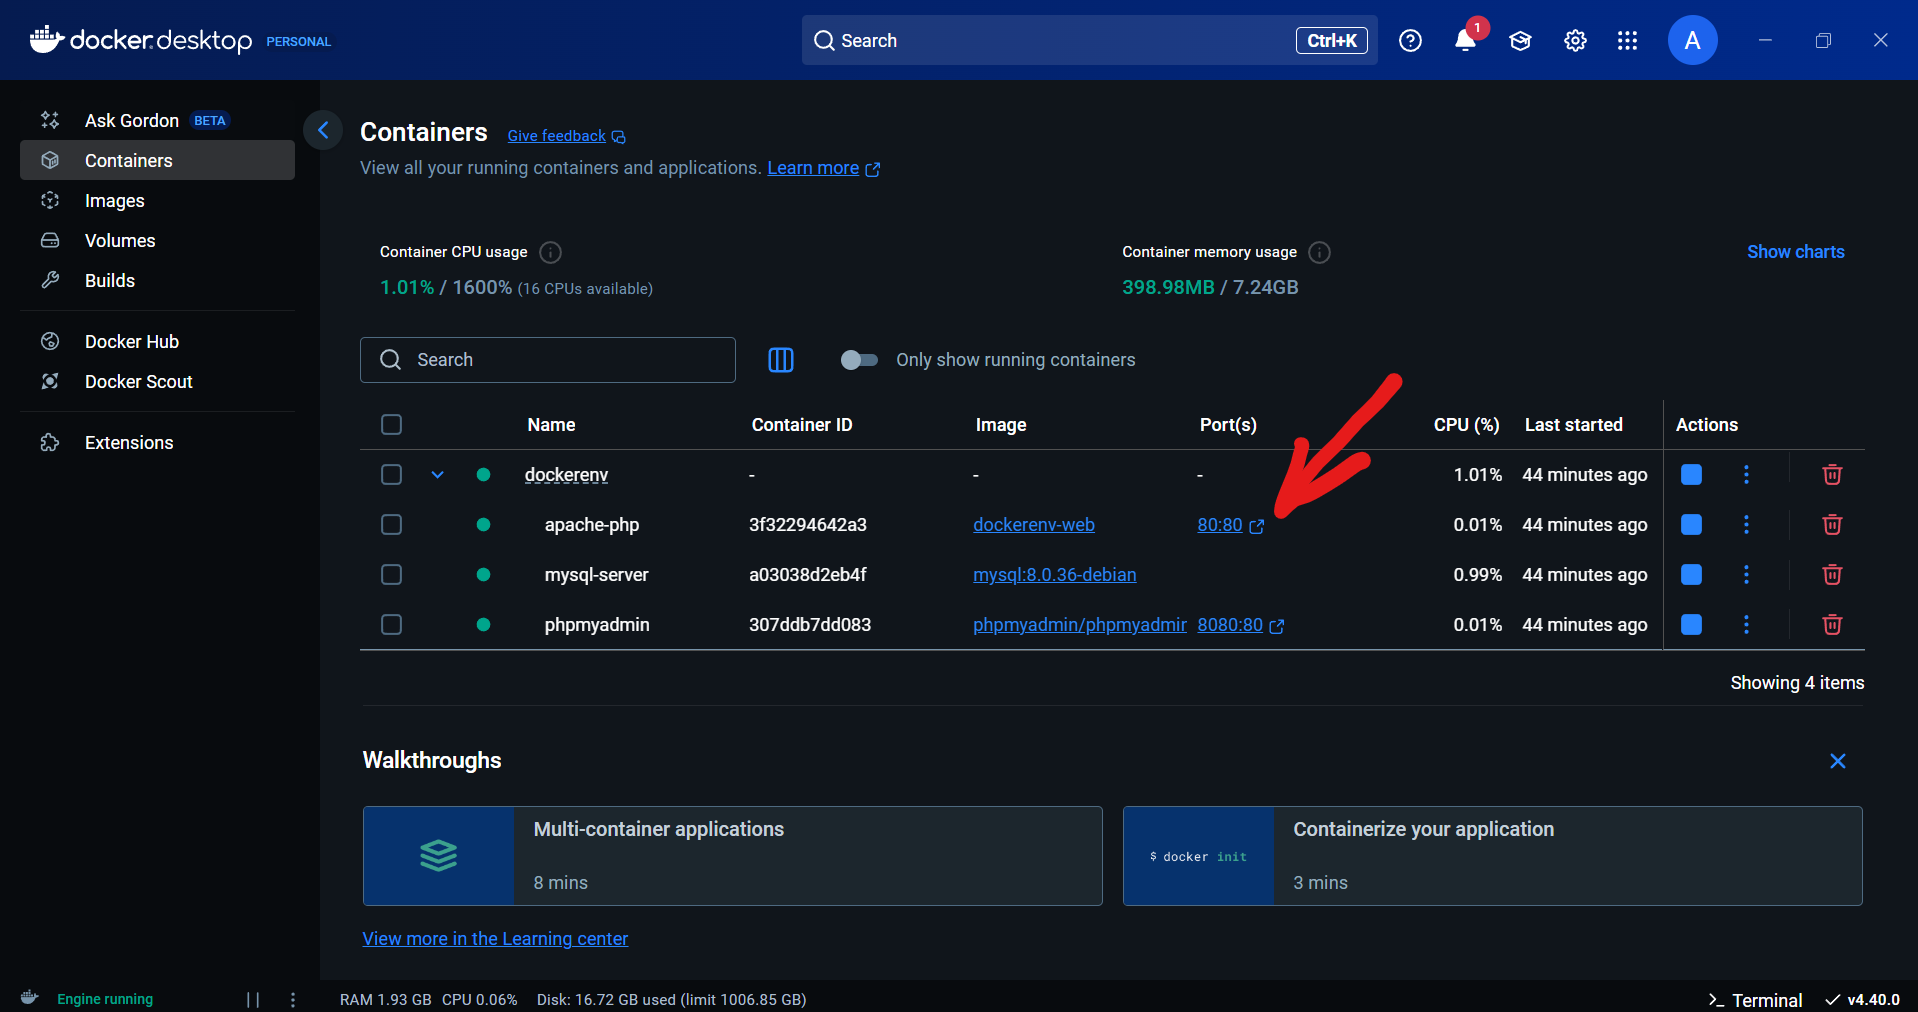 docker.desktop PERSONAL
Search Ctrl+K
1
A
Ask Gordon BETA
Containers
Images
Volumes
Builds
Docker Hub
Docker Scout
Extensions
Containers Give feedback
View all your running containers and applications. Learn more
Container CPU usage
1.01% / 1600% (16 CPUs available)
Container memory usage
398.98MB / 7.24GB
Show charts
Search
Only show running containers
Name Container ID Image Port(s) CPU (%) Last started Actions
dockerenv - - - 1.01% 44 minutes ago
apache-php 3f32294642a3 dockerenv-web 80:80 0.01% 44 minutes ago
mysql-server a03038d2eb4f mysql:8.0.36-debian 0.99% 44 minutes ago
phpmyadmin 307ddb7dd083 phpmyadmin/phpmyadmir 8080:80 0.01% 44 minutes ago
Showing 4 items
Walkthroughs
Multi-container applications
8 mins
$ docker init
Containerize your application
3 mins
View more in the Learning center
Engine running
RAM 1.93 GB CPU 0.06% Disk: 16.72 GB used (limit 1006.85 GB)
>_ Terminal
v4.40.0